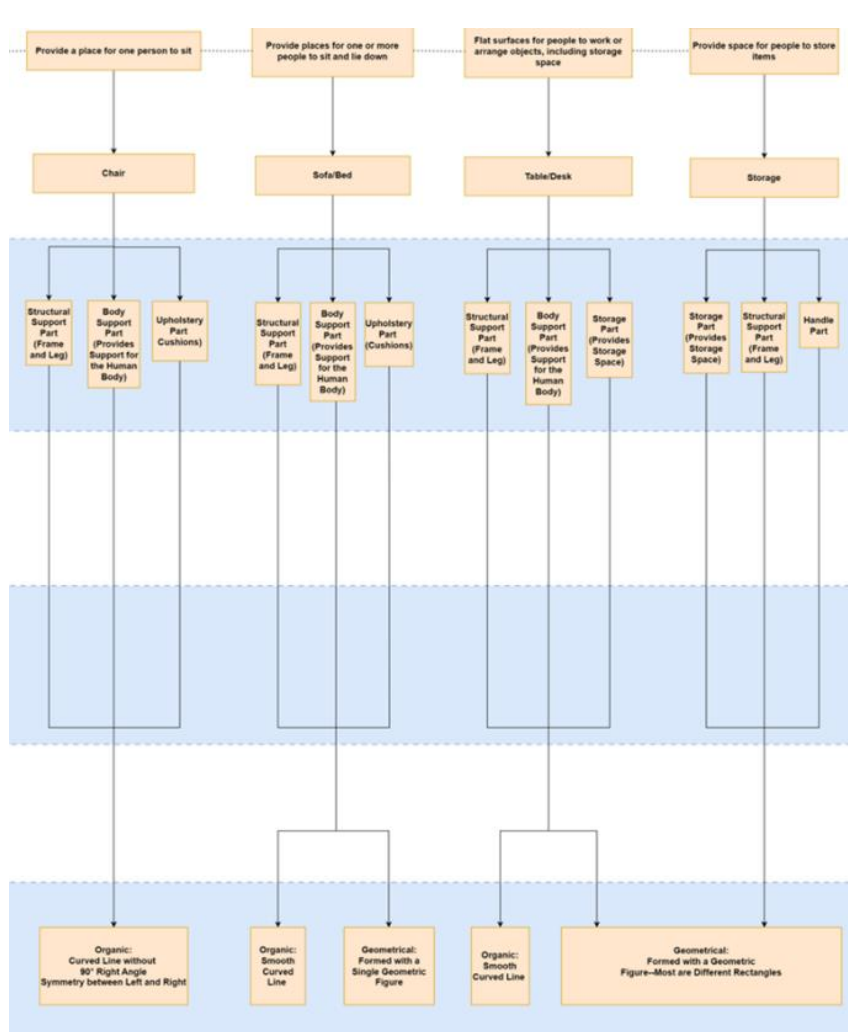 Provide a place for one person to sit
Provide places for one or more
people to sit and lie down
Flat surfaces for people to work or
arrange objects, including storage
space
Provide space for people to store
items
Chair
Sofa/Bed
Table/Desk
Storage
Structural
Support
Part
(Frame
and Leg)
Body
Support
Part
(Provides
Support for
the Human
Body)
Upholstery
Part
Cushions)
Structural
Support
Part
(Frame
and Leg)
Body
Support
Part
(Provides
Support
for the
Human
Body)
Upholstery
Part
(Cushions)
Structural
Support
Part
(Frame
and Leg)
Body
Support
Part
(Provides
Support
for the
Human
Body)
Storage
Part
(Provides
Storage
Space)
Storage
Part
(Provides
Storage
Space)
Structural
Support
Part
(Frame
and Leg)
Handle
Part
Organic:
Curved Line without
90° Right Angle
Symmetry between Left and Right
Organic:
Smooth
Curved
Line
Geometrical:
Formed with a
Single Geometric
Figure
Organic:
Smooth
Curved Line
Geometrical:
Formed with a Geometric
Figure--Most are Different Rectangles